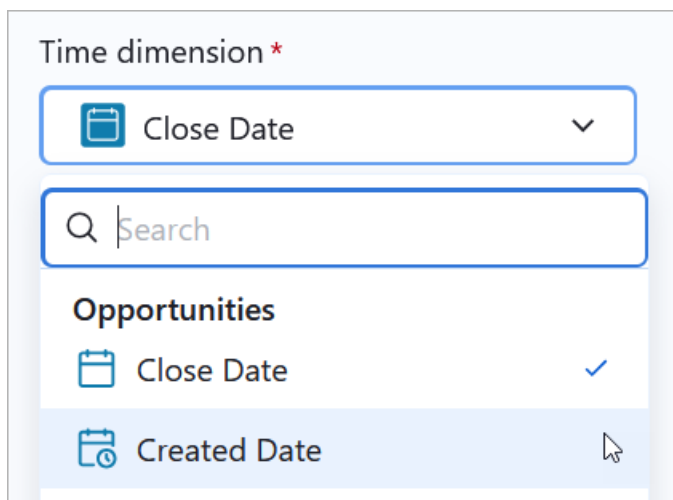 Time dimension *
Close Date
Search
Opportunities
Close Date
Created Date